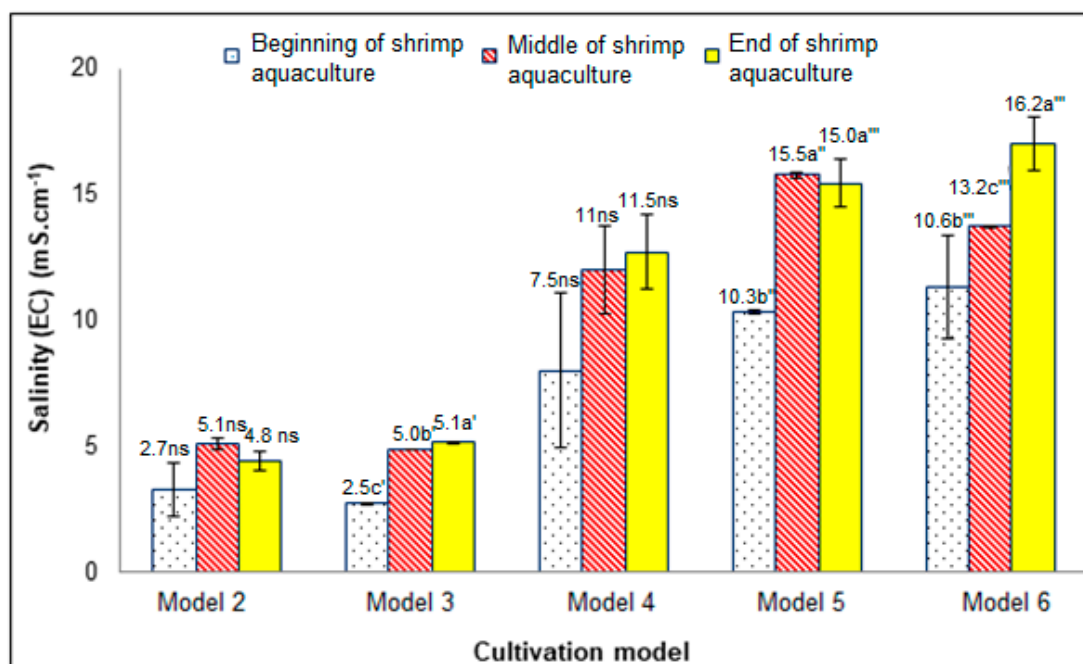 Beginning of shrimp
aquaculture
Middle of shrimp
aquaculture
End of shrimp
aquaculture
Salinity (EC) (mS.cm-1)
20
15
10
5
0
2.7ns
5.1ns
4.8 ns
2.5c'
5.0b'
5.1a'
7.5ns
11ns
11.5ns
10.3b"
15.5a"
15.0a'"
10.6b'"
13.2c'"
16.2a'"
Model 2
Model 3
Model 4
Model 5
Model 6
Cultivation model